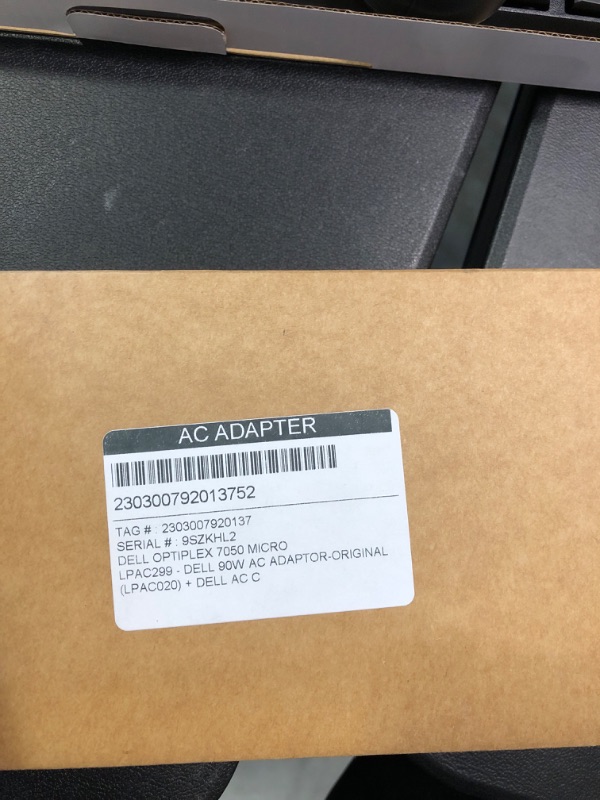 AC ADAPTER
230300792013752
TAG # : 2303007920137
SERIAL # : 9SZKHL2
DELL OPTIPLEX 7050 MICRO
LPAC299 - DELL 90W AC ADAPTOR-ORIGINAL
(LPAC020) + DELL AC C